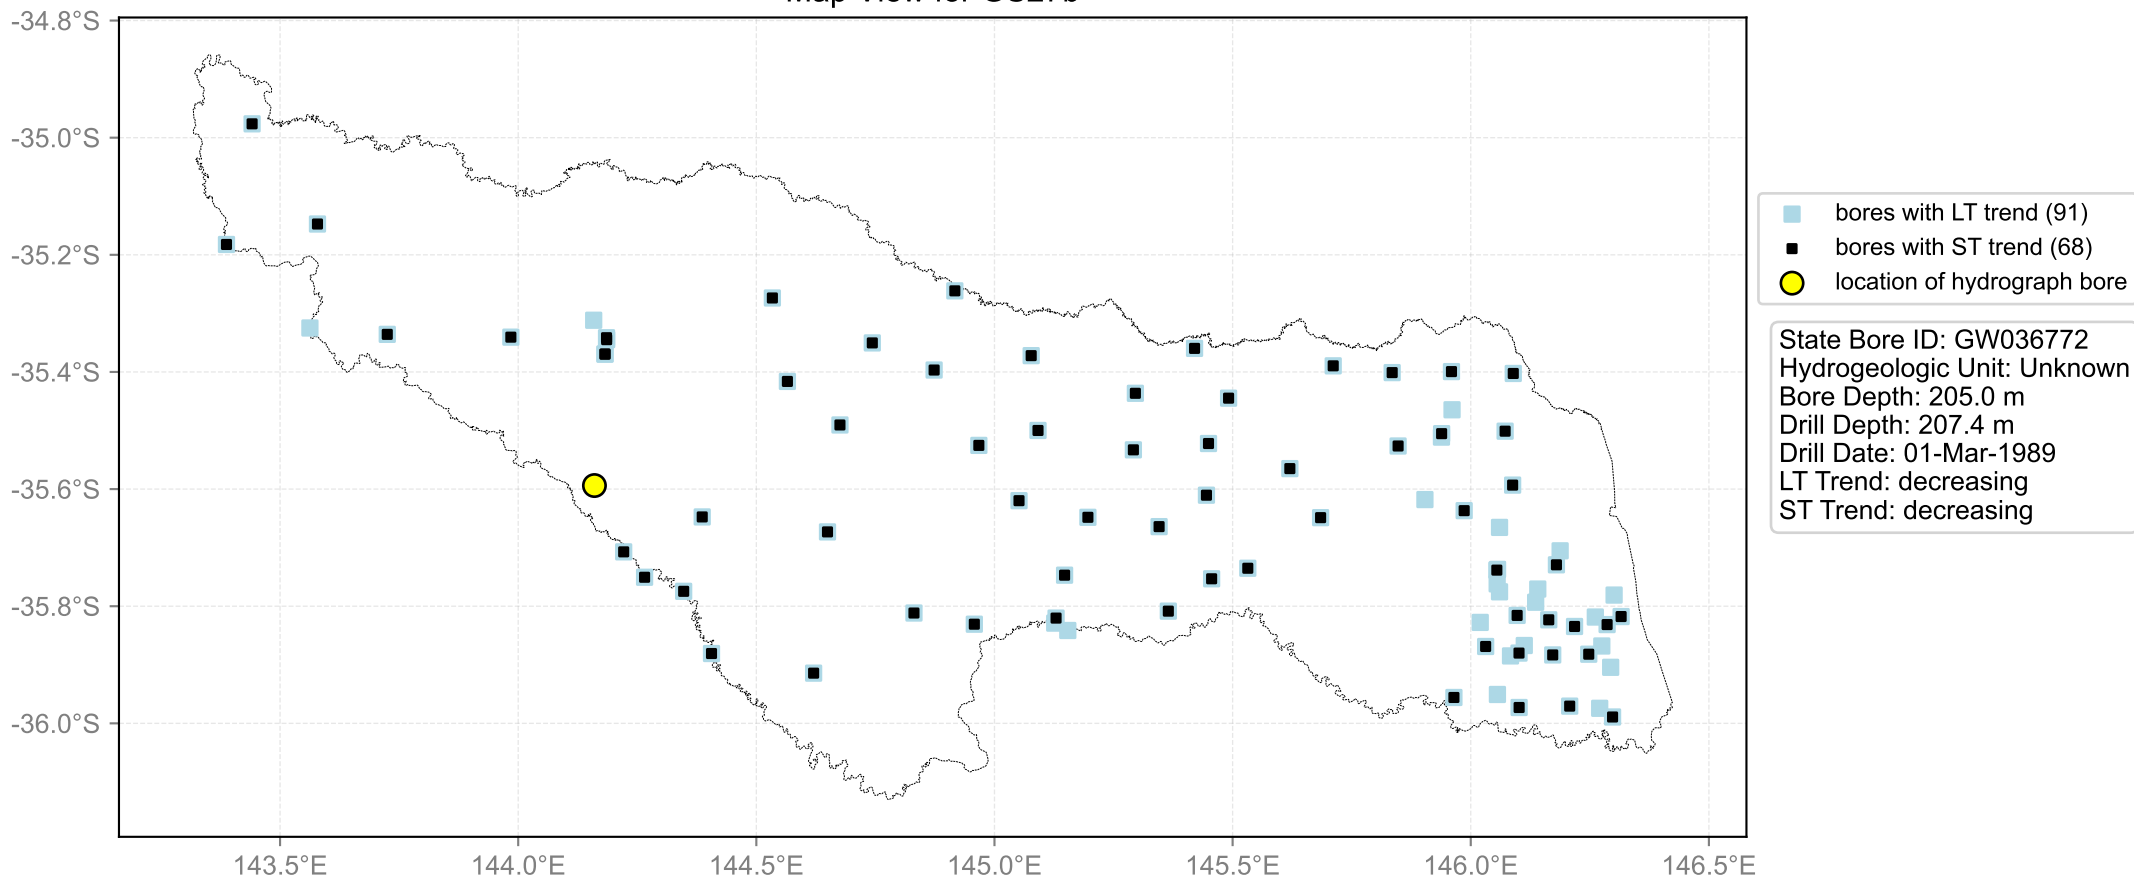 -34.8°S
-35.0°S
-35.2°S
-35.4°S
-35.6°S
-35.8°S
-36.0°S
143.5°E
144.0°E
144.5°E
145.0°E
145.5°E
146.0°E
146.5°E
bores with LT trend (91)
bores with ST trend (68)
location of hydrograph bore
State Bore ID: GW036772
Hydrogeologic Unit: Unknown
Bore Depth: 205.0 m
Drill Depth: 207.4 m
Drill Date: 01-Mar-1989
LT Trend: decreasing
ST Trend: decreasing